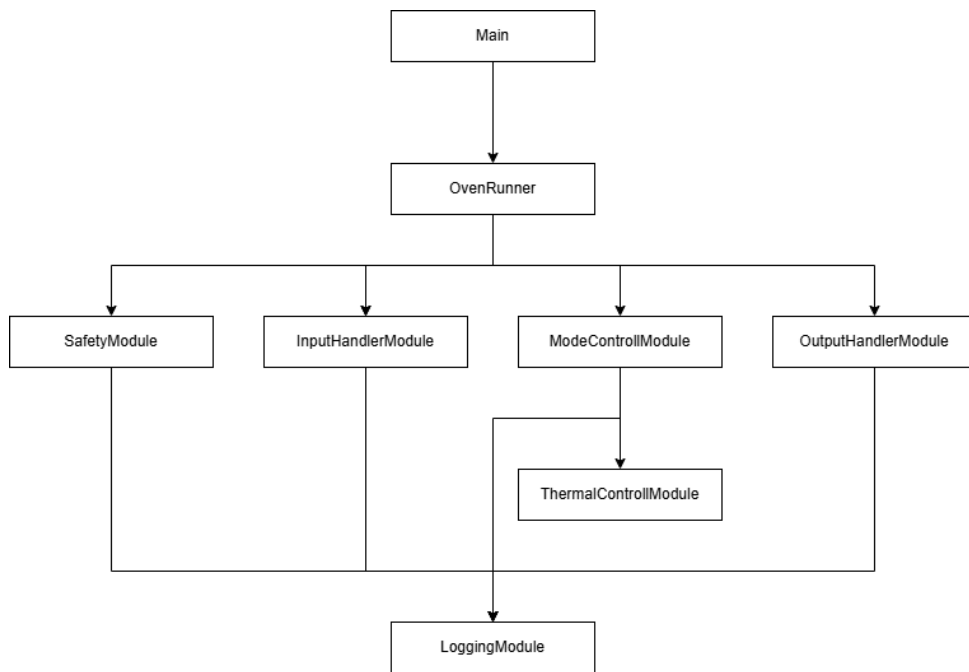 Main
OvenRunner
SafetyModule
InputHandlerModule
ModeControllModule
OutputHandlerModule
ThermalControllModule
LoggingModule